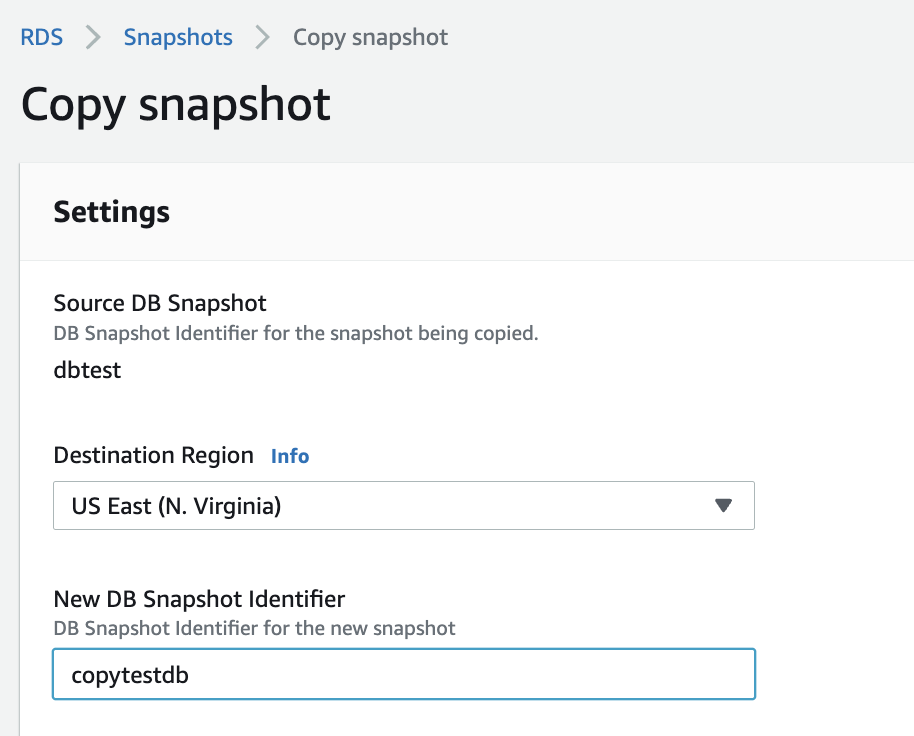 RDS > Snapshots > Copy snapshot
Copy snapshot
Settings
Source DB Snapshot
DB Snapshot Identifier for the snapshot being copied.
dbtest
Destination Region Info
US East (N. Virginia)
New DB Snapshot Identifier
DB Snapshot Identifier for the new snapshot
copytestdb